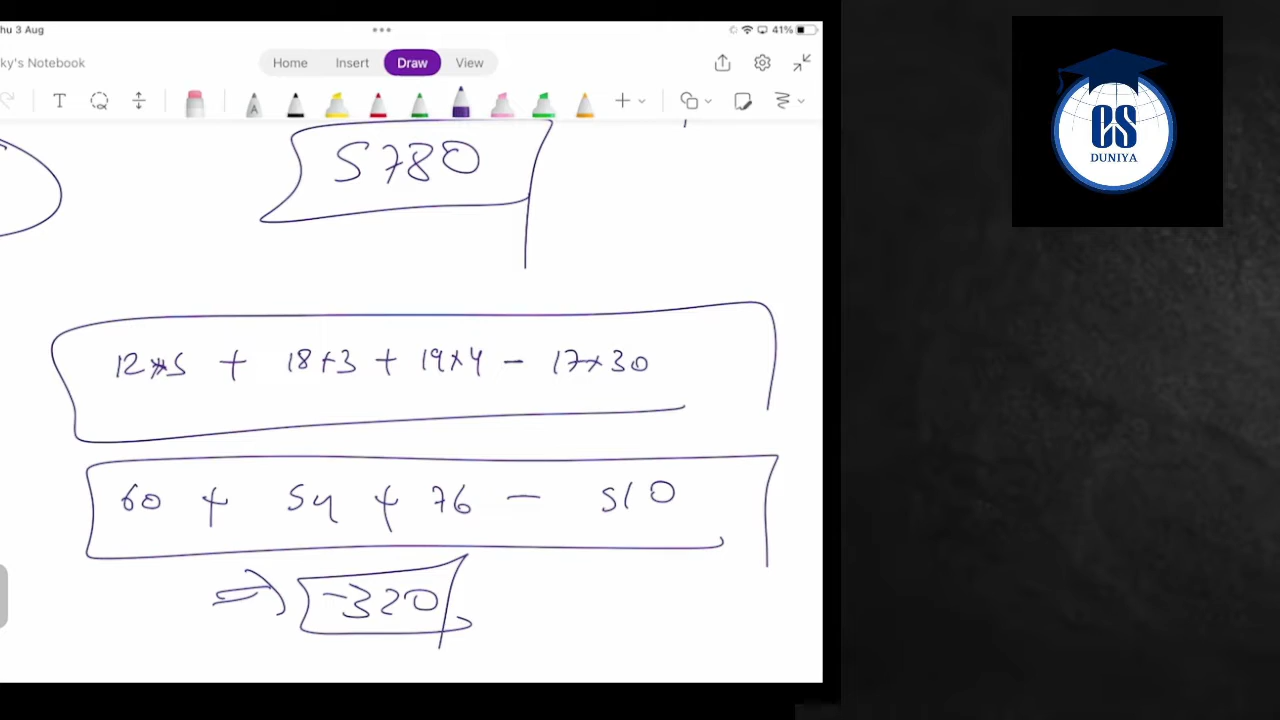 hu 3 Aug 41%
ky's Notebook Home Insert Draw View
T A
CS
DUNIYA
5780
12*5 + 18*3 + 19*4 - 17*30
60 + 54 + 76 - 510
⇒ -320